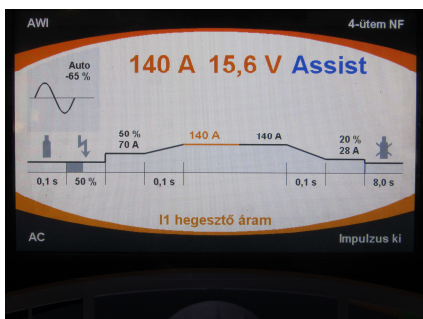 AWI
4-ütem NF
Auto
-65 %
140 A 15,6 V Assist
50 %
70 A
140 A
140 A
20 %
28 A
0,1 s
50 %
0,1 s
0,1 s
8,0 s
I1 hegesztő áram
AC
Impulzus ki